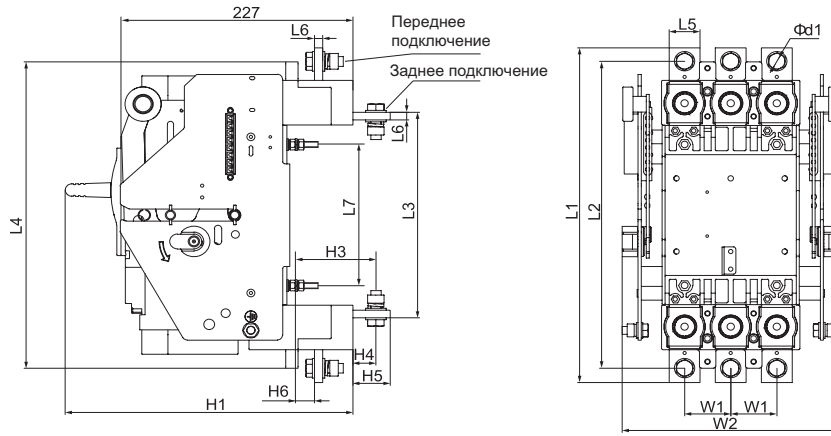 227
L6
Переднее
подключение
Заднее подключение
L6
L4
L7
L3
H3
H4
H6
H5
H1
L5
Фd1
L1
L2
W1
W1
W2